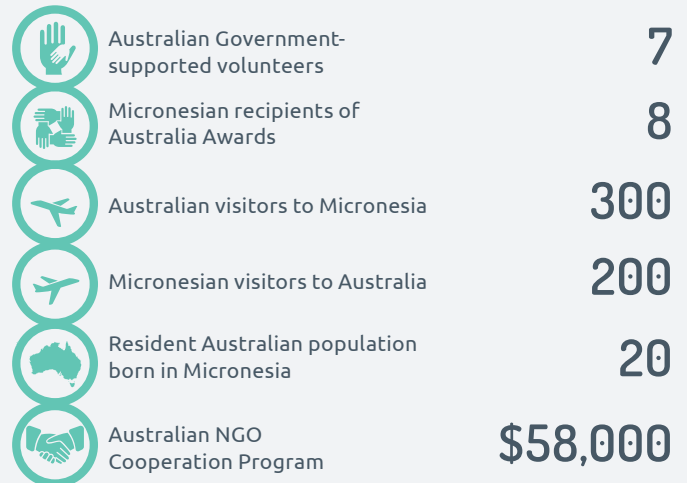 Australian Government-
supported volunteers
7
Micronesian recipients of
Australia Awards
8
Australian visitors to Micronesia
300
Micronesian visitors to Australia
200
Resident Australian population
born in Micronesia
20
Australian NGO
Cooperation Program
$58,000